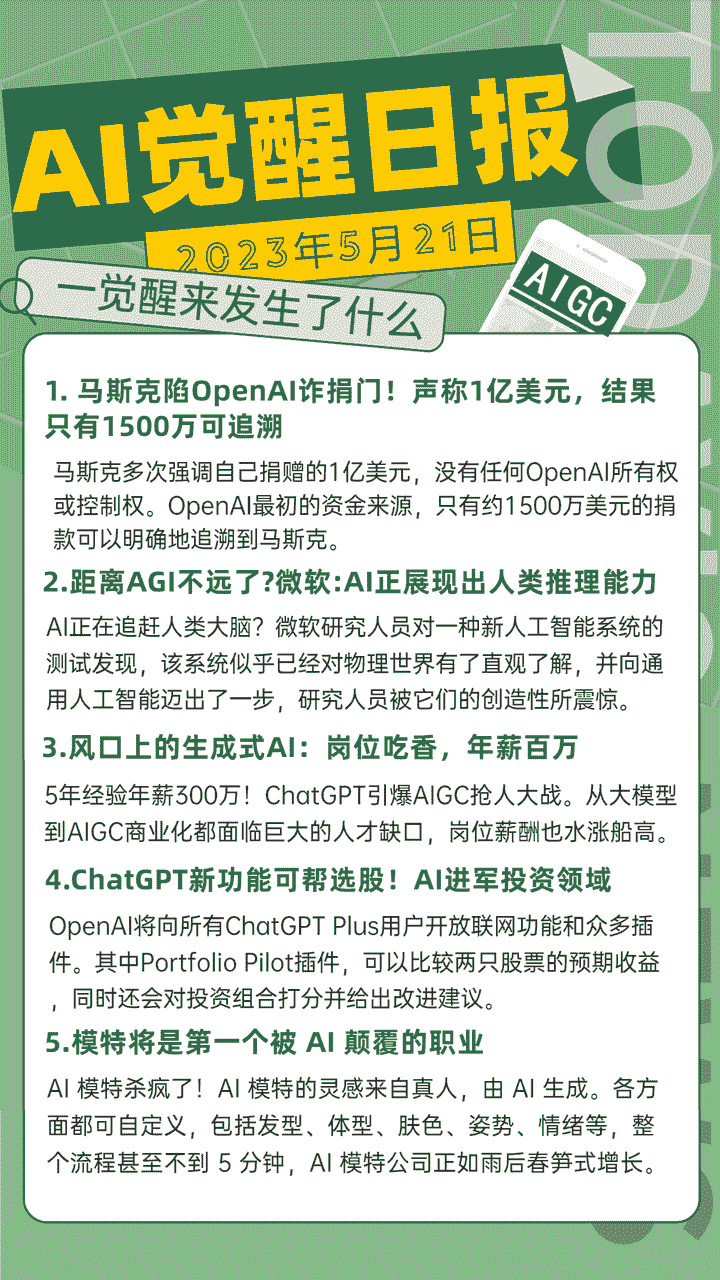 AI觉醒日报
2023年5月21日
一觉醒来发生了什么
AIGC
1. 马斯克陷OpenAI诈捐门！声称1亿美元，结果
只有1500万可追溯
马斯克多次强调自己捐赠的1亿美元，没有任何OpenAI所有权
或控制权。OpenAI最初的资金来源，只有约1500万美元的捐
款可以明确地追溯到马斯克。
2.距离AGI不远了?微软:AI正展现出人类推理能力
AI正在追赶人类大脑？微软研究人员对一种新人工智能系统的
测试发现，该系统似乎已经对物理世界有了直观了解，并向通
用人工智能迈出了一步，研究人员被它们的创造性所震惊。
3.风口上的生成式AI：岗位吃香，年薪百万
5年经验年薪300万！ChatGPT引爆AIGC抢人大战。从大模型
到AIGC商业化都面临巨大的人才缺口，岗位薪酬也水涨船高。
4.ChatGPT新功能可帮选股！AI进军投资领域
OpenAI将向所有ChatGPT Plus用户开放联网功能和众多插
件。其中Portfolio Pilot插件，可以比较两只股票的预期收益
，同时还会对投资组合打分并给出改进建议。
5.模特将是第一个被 AI 颠覆的职业
AI 模特杀疯了！AI 模特的灵感来自真人，由 AI 生成。各方
面都可自定义，包括发型、体型、肤色、姿势、情绪等，整
个流程甚至不到 5 分钟，AI 模特公司正如雨后春笋式增长。